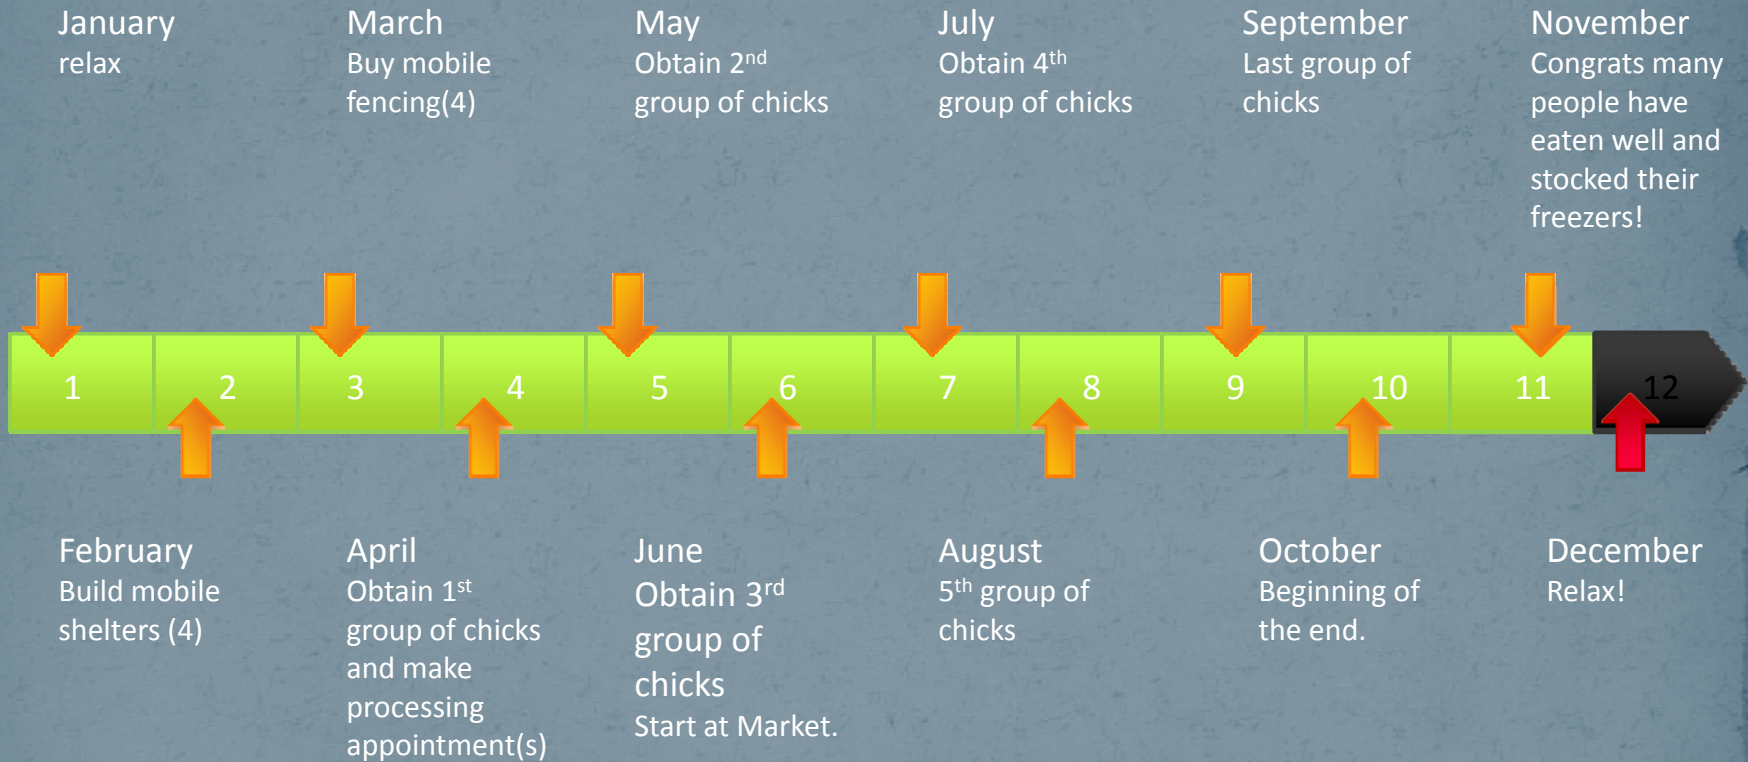 January
relax
March
Buy mobile
fencing(4)
May
Obtain 2nd
group of chicks
July
Obtain 4th
group of chicks
September
Last group of
chicks
November
Congrats many
people have
eaten well and
stocked their
freezers!
1
2
3
4
5
6
7
8
9
10
11
12
February
Build mobile
shelters (4)
April
Obtain 1st
group of chicks
and make
processing
appointment(s)
June
Obtain 3rd
group of
chicks
Start at Market.
August
5th group of
chicks
October
Beginning of
the end.
December
Relax!